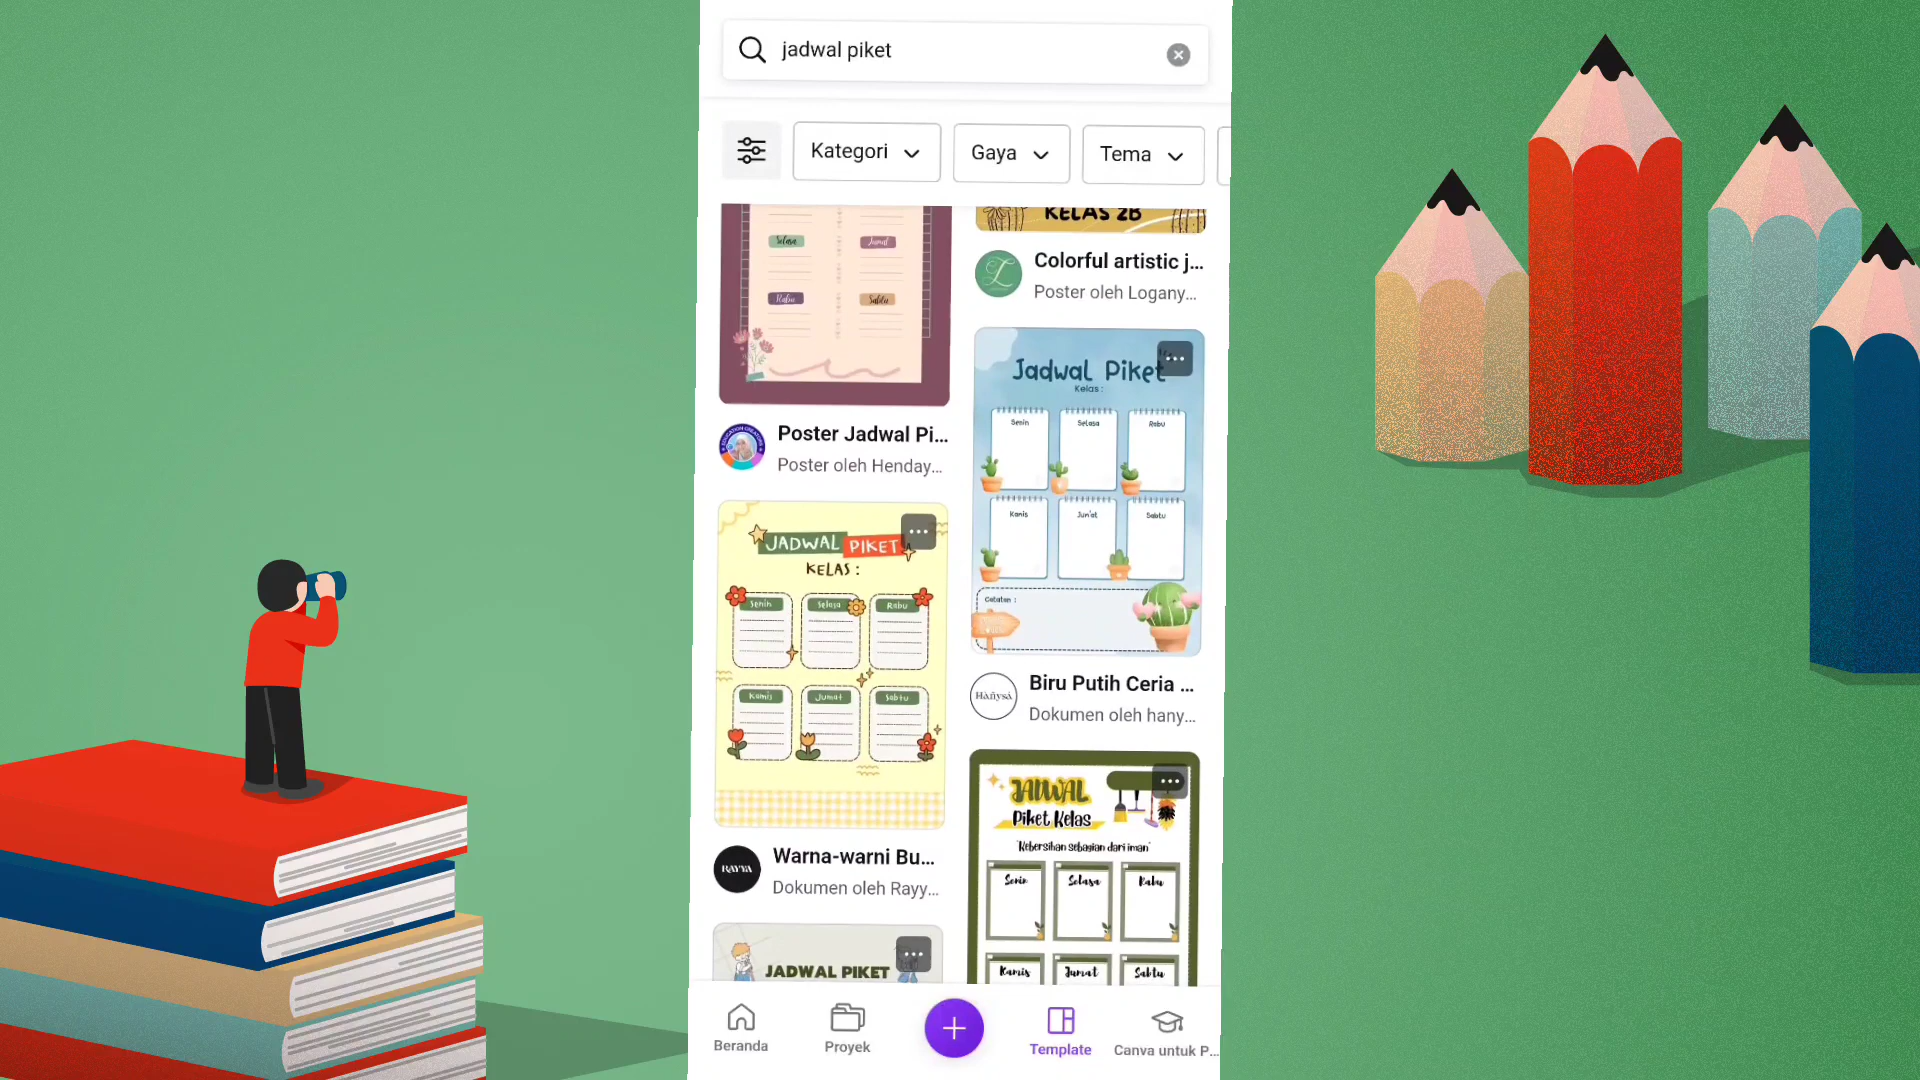 jadwal piket
Kategori
Gaya
Tema
Selasa
Jumat
Rabu
Sabtu
Poster Jadwal Pi...
Poster oleh Henday...
JADWAL PIKET
KELAS :
Senin
Selasa
Rabu
Kamis
Jumat
Sabtu
RAYYA
Warna-warni Bu...
Dokumen oleh Rayy...
JADWAL PIKET
KELAS 2B
Colorful artistic j...
Poster oleh Logany...
Jadwal Piket
Kelas :
Senin
Selasa
Rabu
Kamis
Jum'at
Sabtu
Catatan :
Hanysa
Biru Putih Ceria ...
Dokumen oleh hany...
JADWAL
Piket Kelas
"Kebersihan sebagian dari iman"
Senin
Selasa
Rabu
Kamis
Jumat
Sabtu
Beranda
Proyek
Template
Canva untuk P...